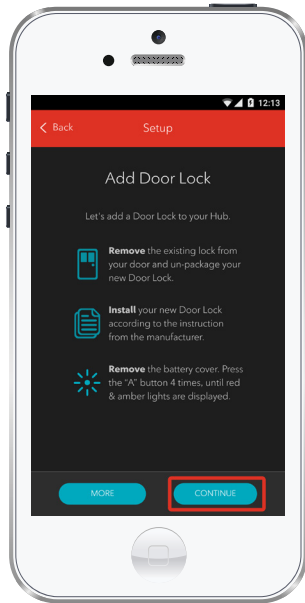 12:13
Back Setup
Add Door Lock
Let's add a Door Lock to your Hub.
Remove the existing lock from
your door and un-package your
new Door Lock.
Install your new Door Lock
according to the instruction
from the manufacturer.
Remove the battery cover. Press
the “A” button 4 times, until red
& amber lights are displayed.
MORE CONTINUE